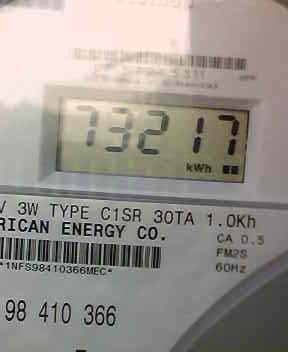 73217
kWh
V 3W TYPE C1SR 30TA 1.0Kh
RICAN ENERGY CO.
CA 0.5
FM2S
60Hz
*1NFS98410366MEC*
98 410 366